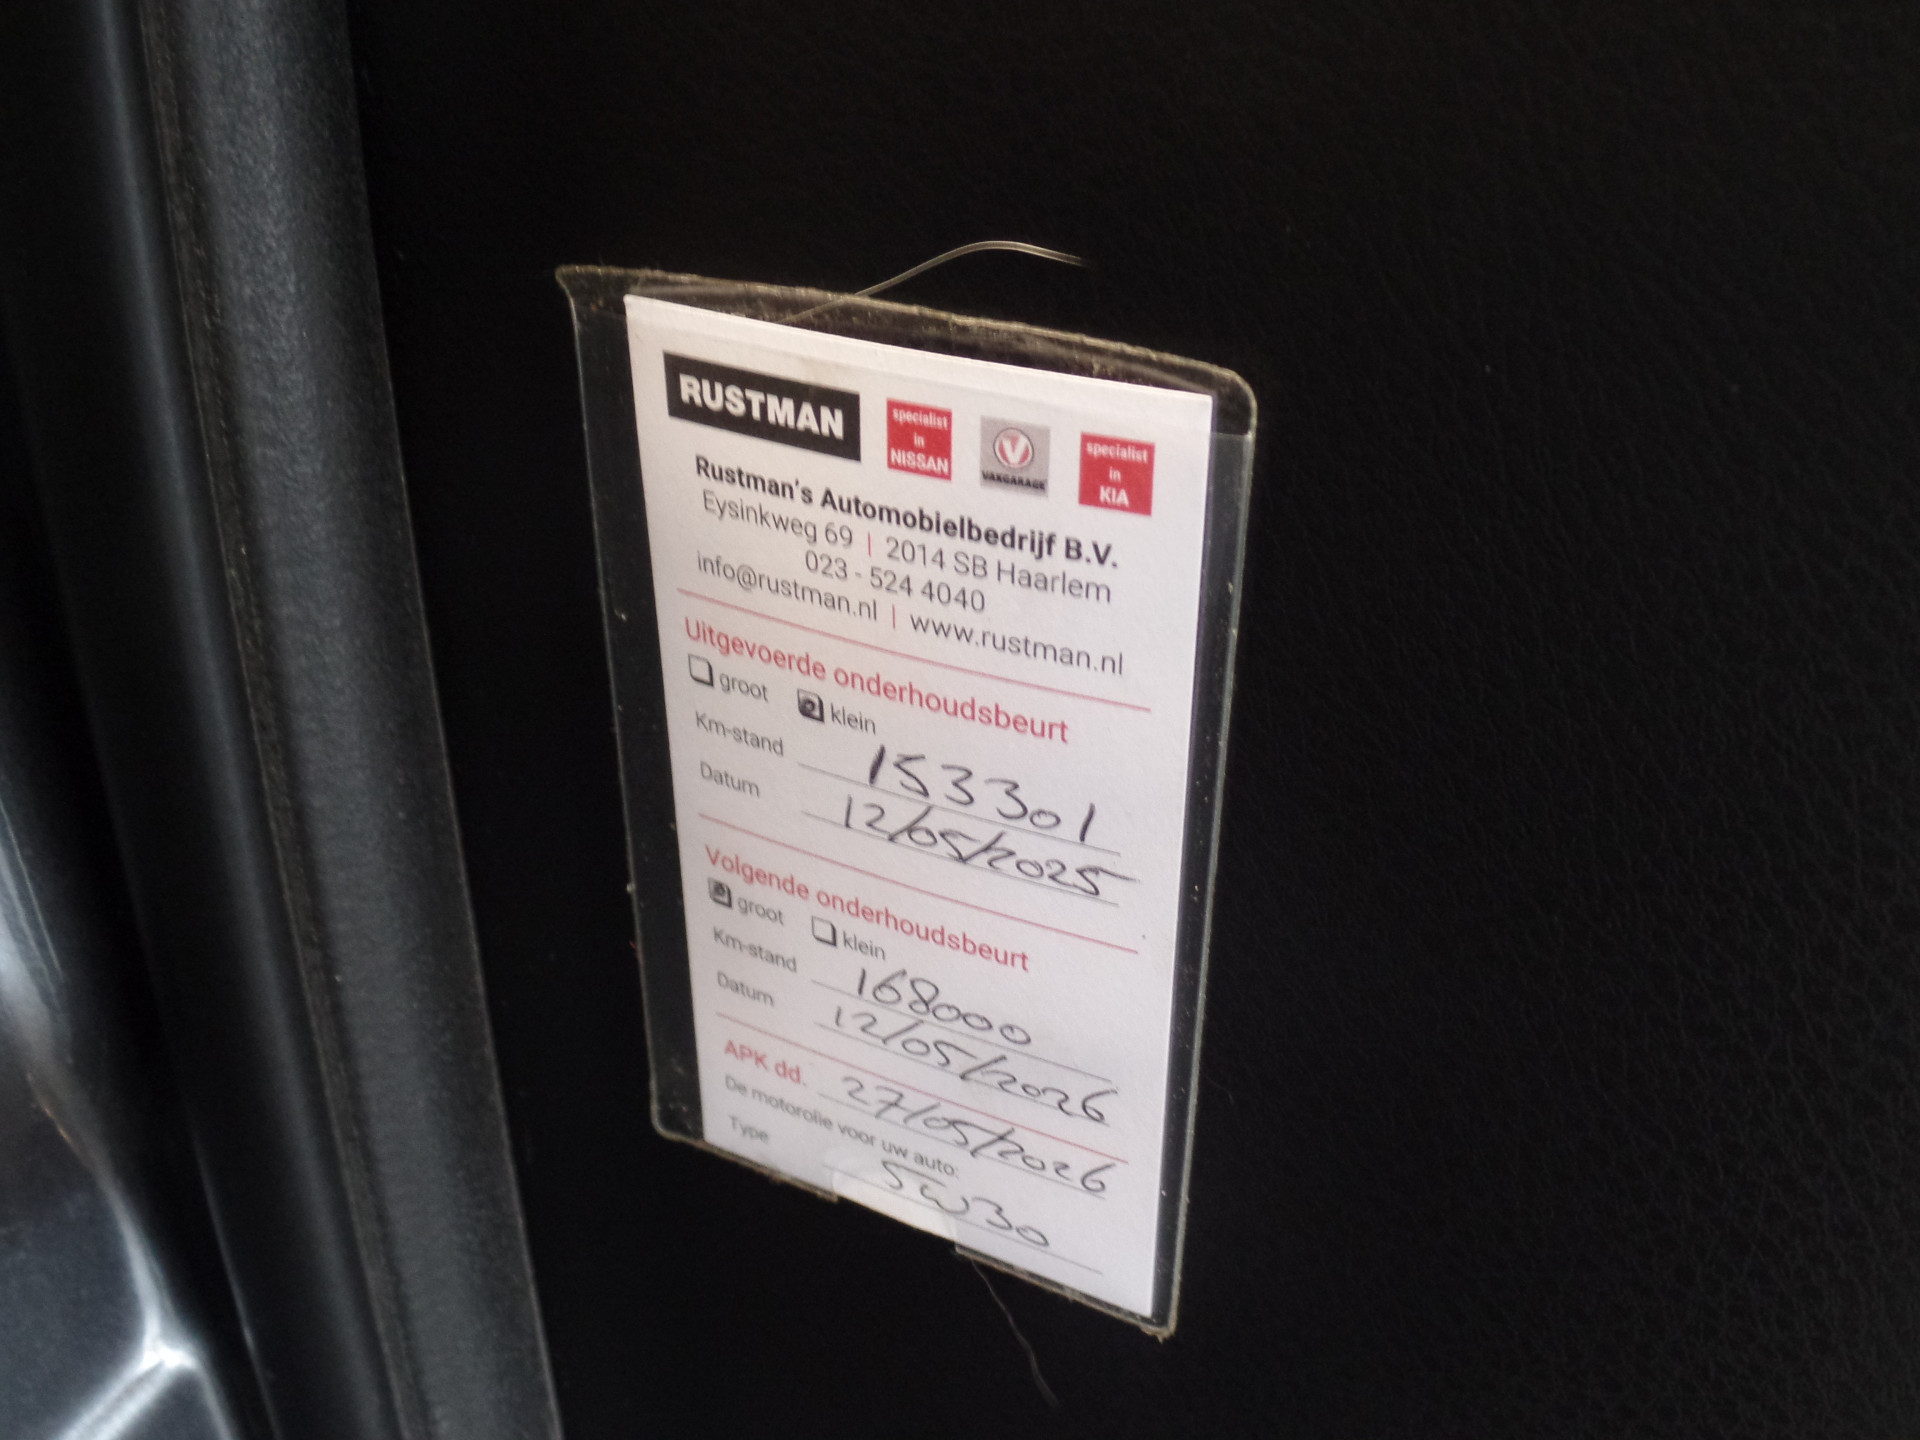 RUSTMAN
specialist
in
NISSAN
VAKGARAGE
specialist
in
KIA
Rustman's Automobielbedrijf B.V.
Eysinkweg 69 | 2014 SB Haarlem
023 - 524 4040
info@rustman.nl | www.rustman.nl
Uitgevoerde onderhoudsbeurt
groot klein
Km-stand 153301
Datum 12/05/2025
Volgende onderhoudsbeurt
groot klein
Km-stand 168000
Datum 12/05/2026
APK dd. 27/05/2026
De motorolie voor uw auto:
Type 5W30